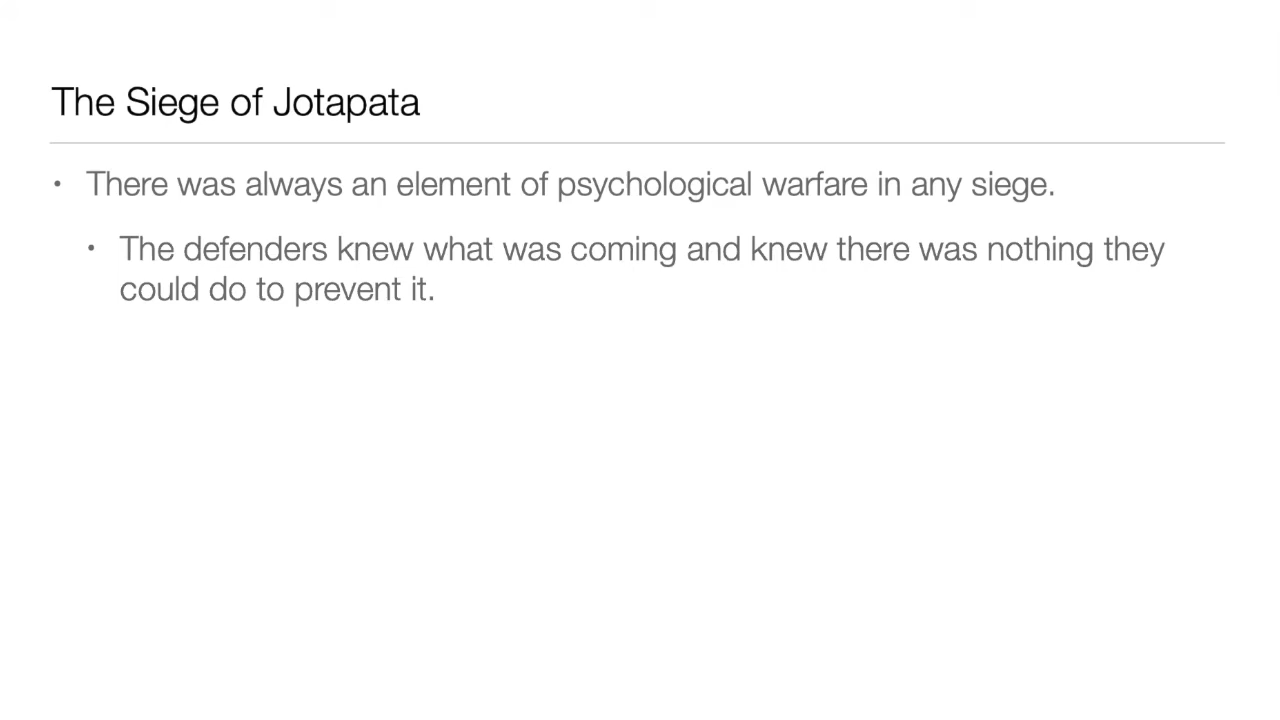 The Siege of Jotapata
• There was always an element of psychological warfare in any siege.
• The defenders knew what was coming and knew there was nothing they
could do to prevent it.